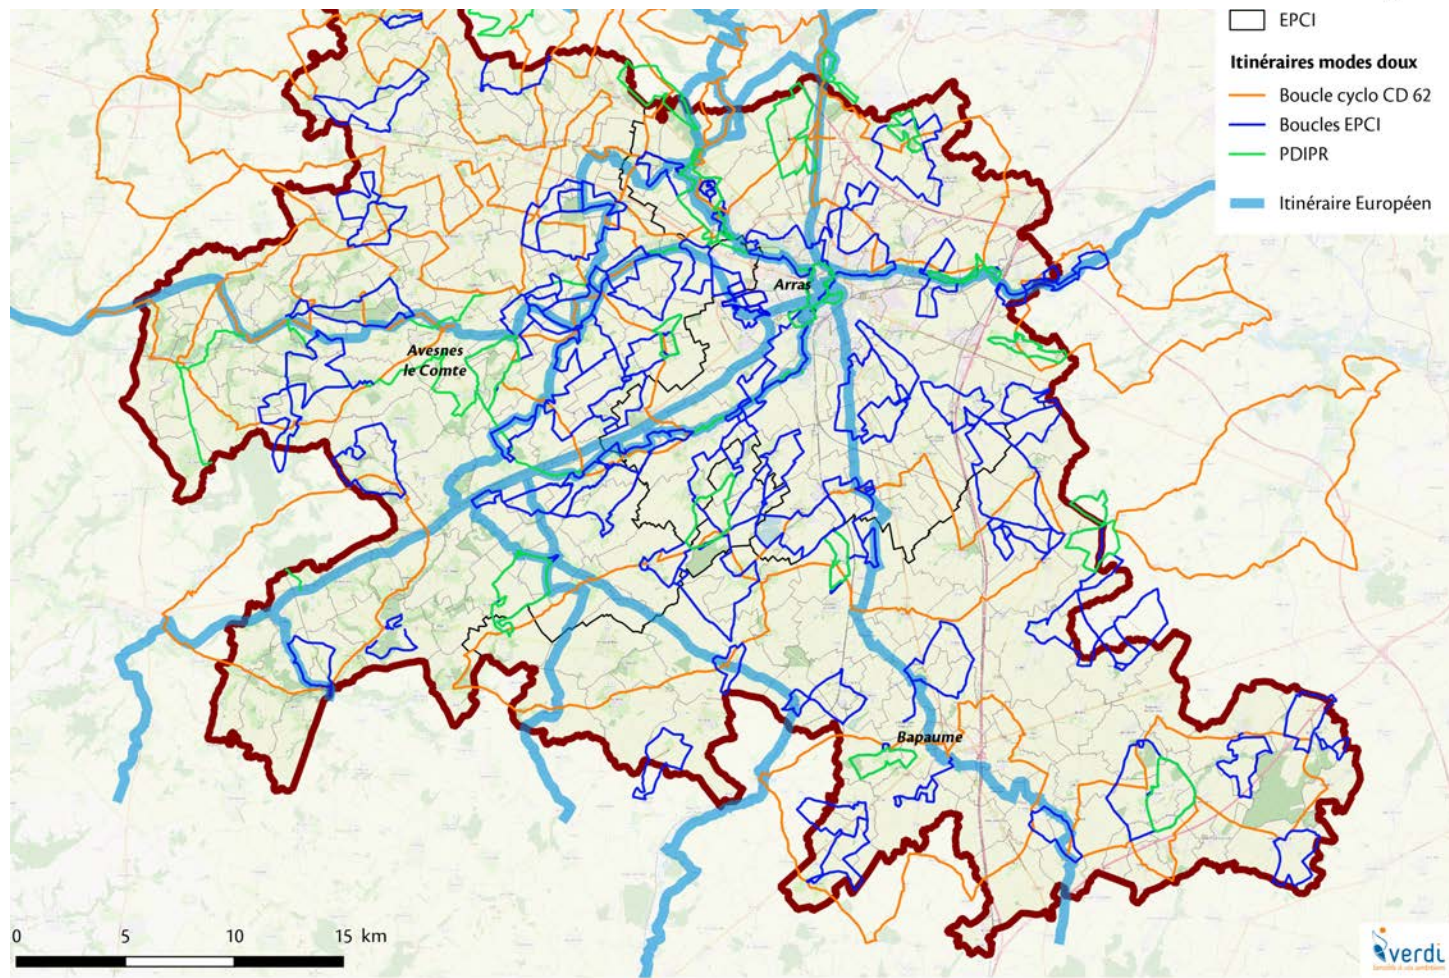 EPCI
Itinéraires modes doux
Boucle cyclo CD 62
Boucles EPCI
PDIPR
Itinéraire Européen
Arras
Avesnes
le Comte
Bapaume
0 5 10 15 km
verdi